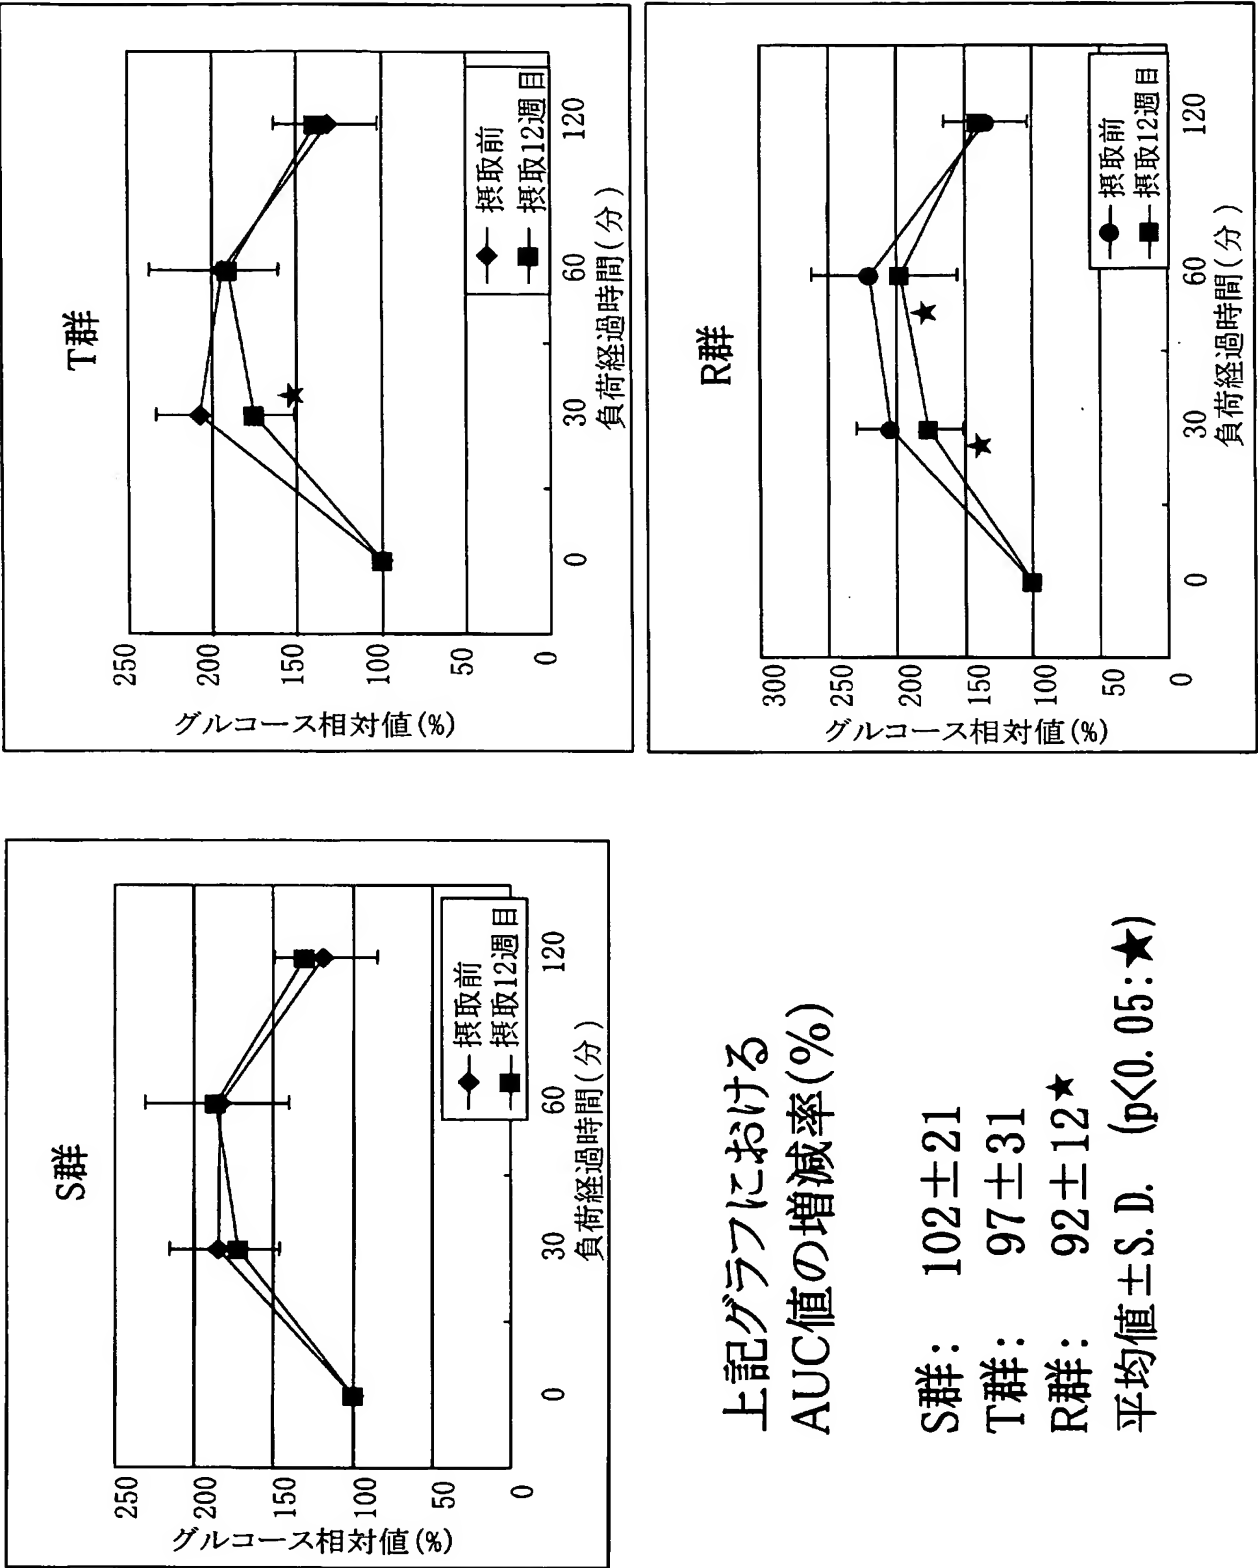 S群
グルコース相対値(%)
250
200
150
100
50
0
0
30
60
120
負荷経過時間(分)
摂取前
摂取12週目
T群
グルコース相対値(%)
250
200
150
100
50
0
0
30
60
120
負荷経過時間(分)
摂取前
摂取12週目
★
上記グラフにおける
AUC値の増減率(%)
S群: 102±21
T群: 97±31
R群: 92±12★
平均値±S.D. (p<0.05:★)
R群
グルコース相対値(%)
300
250
200
150
100
50
0
0
30
60
120
負荷経過時間(分)
摂取前
摂取12週目
★
★